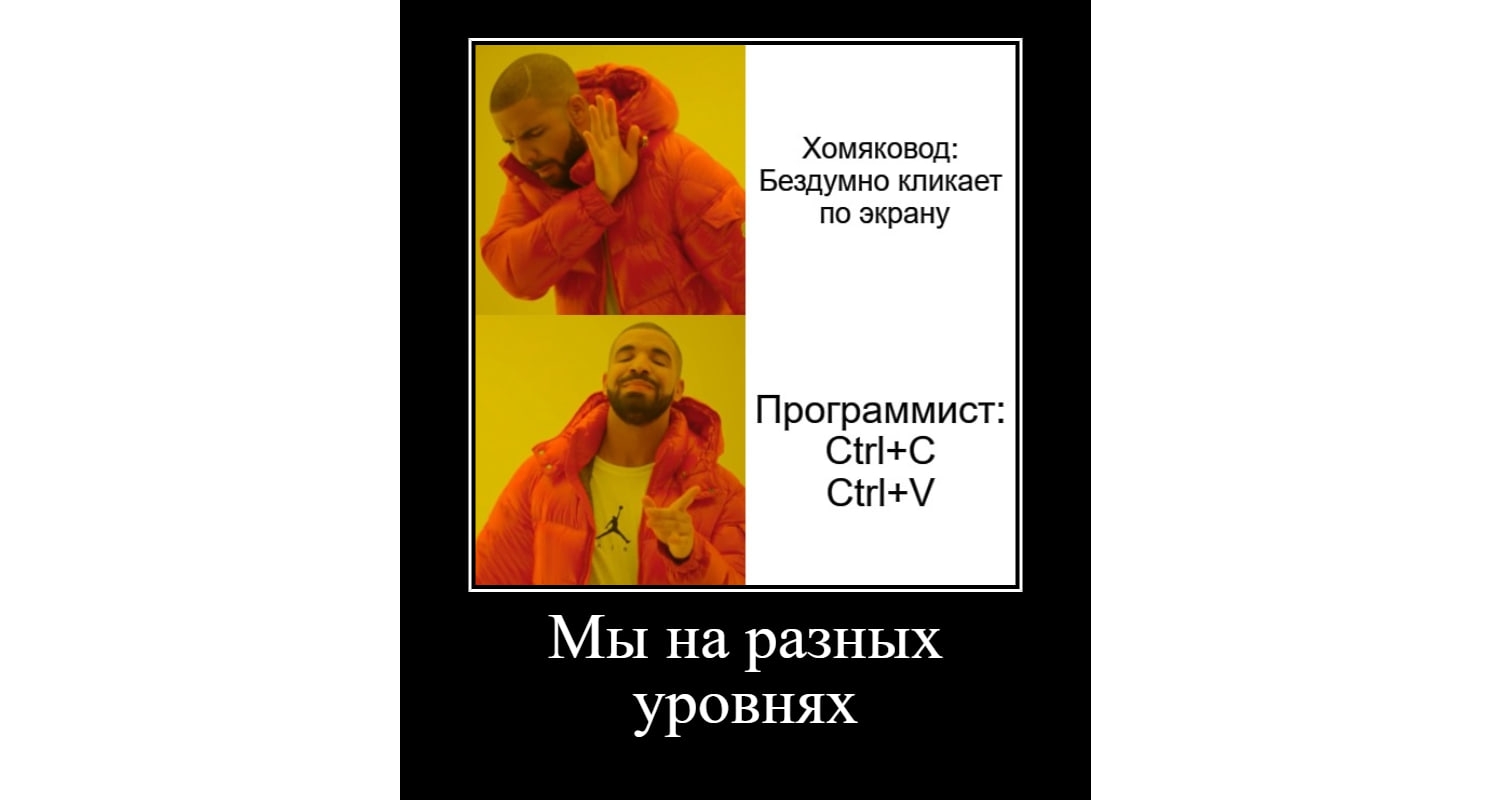 Хомяковод:
Бездумно кликает
по экрану
Программист:
Ctrl+C
Ctrl+V
Мы на разных
уровнях